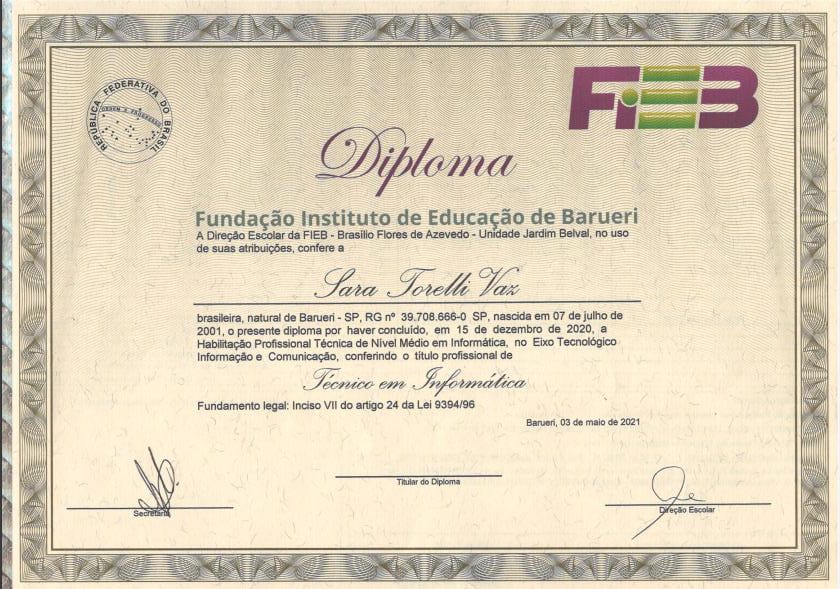 REPÚBLICA FEDERATIVA DO BRASIL
ORDEM E PROGRESSO
FIEB
Diploma
Fundação Instituto de Educação de Barueri
A Direção Escolar da FIEB - Brasílio Flores de Azevedo - Unidade Jardim Belval, no uso
de suas atribuições, confere a
Sara Torelli Vaz
brasileira, natural de Barueri - SP, RG nº 39.708.666-0 SP, nascida em 07 de julho de
2001, o presente diploma por haver concluído, em 15 de dezembro de 2020, a
Habilitação Profissional Técnica de Nível Médio em Informática, no Eixo Tecnológico
Informação e Comunicação, conferindo o título profissional de
Técnico em Informática
Fundamento legal: Inciso VII do artigo 24 da Lei 9394/96
Barueri, 03 de maio de 2021
Titular do Diploma
Secretaria
Direção Escolar